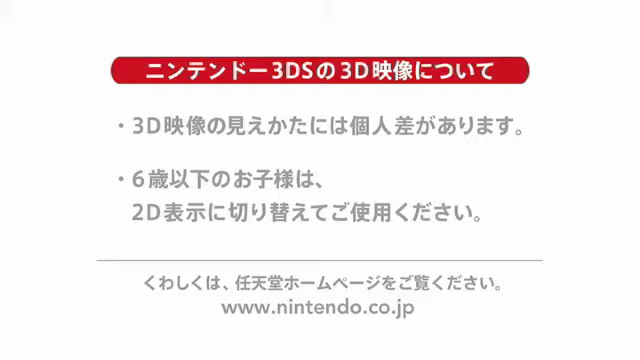 ニンテンドー3DSの3D映像について
・3D映像の見えかたには個人差があります。
・6歳以下のお子様は、
2D表示に切り替えてご使用ください。
くわしくは、任天堂ホームページをご覧ください。
www.nintendo.co.jp